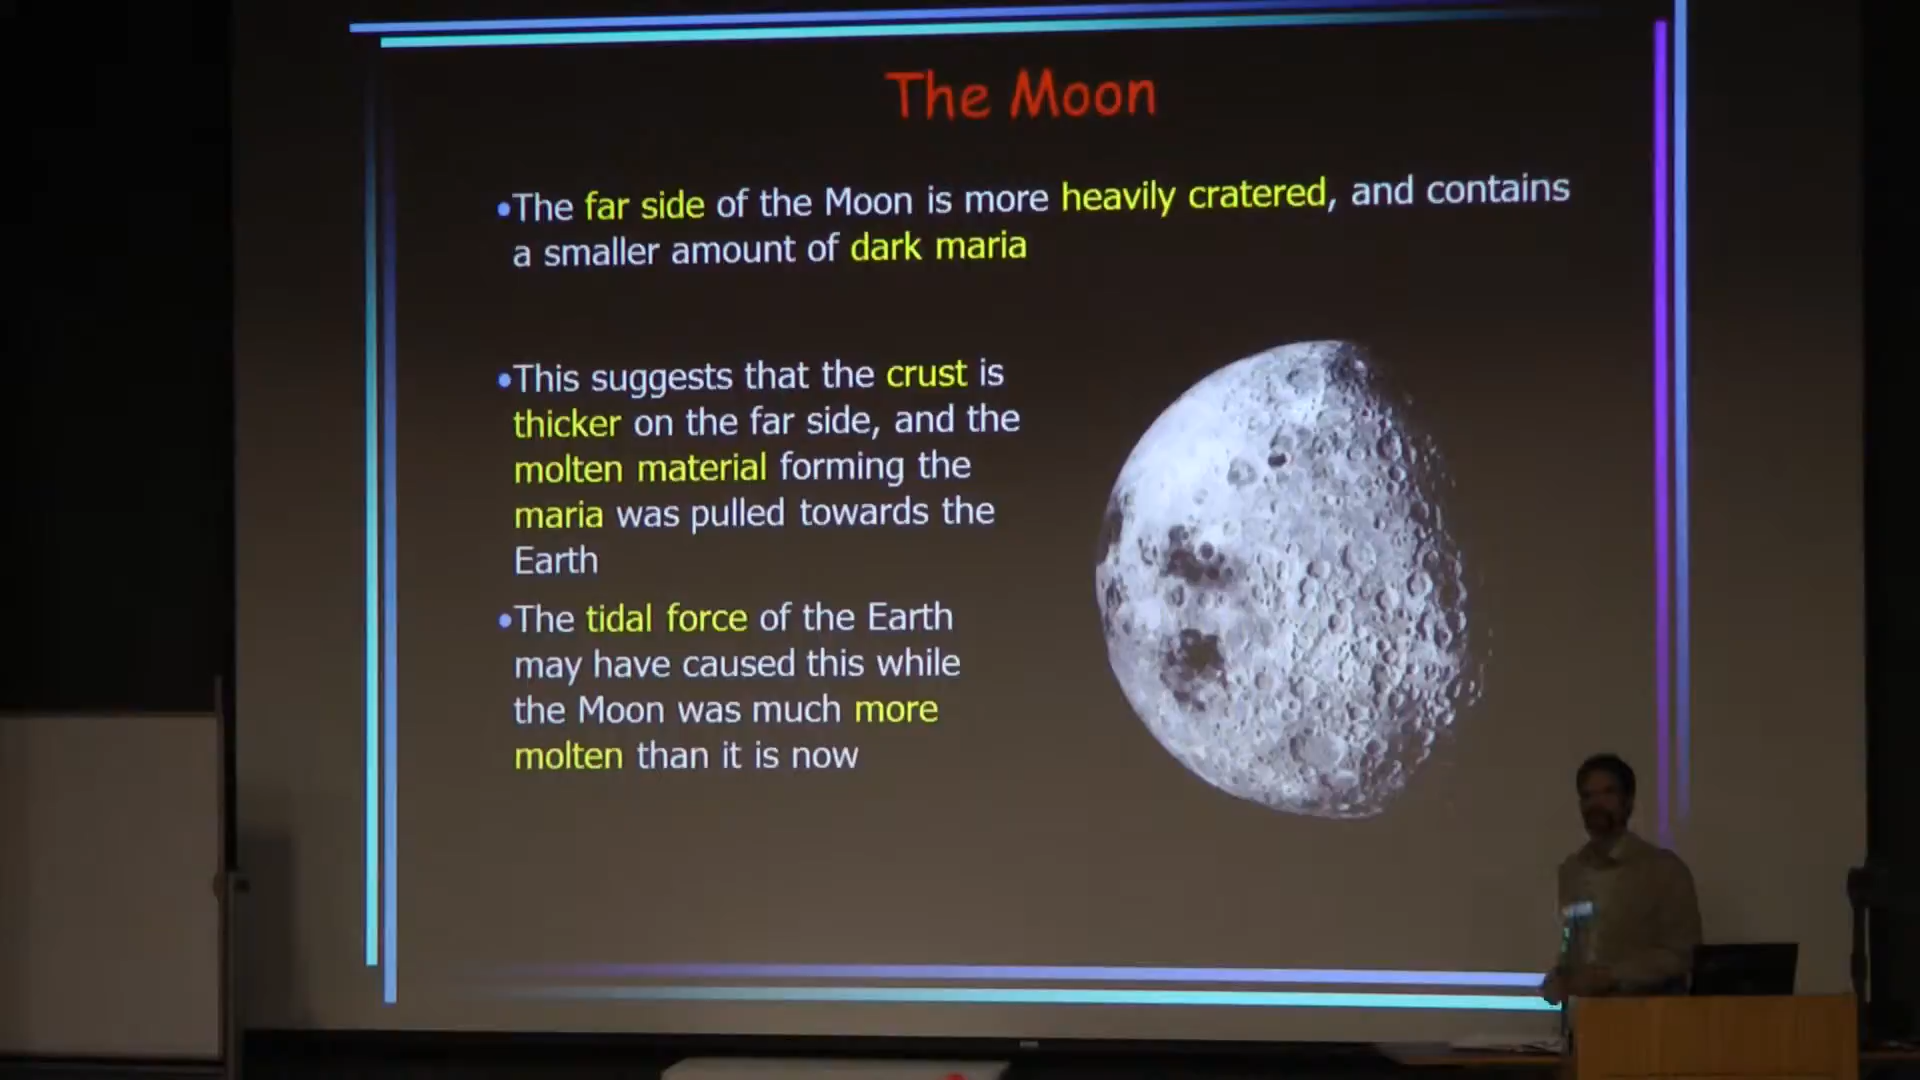 The Moon
•The far side of the Moon is more heavily cratered, and contains
a smaller amount of dark maria
•This suggests that the crust is
thicker on the far side, and the
molten material forming the
maria was pulled towards the
Earth
•The tidal force of the Earth
may have caused this while
the Moon was much more
molten than it is now